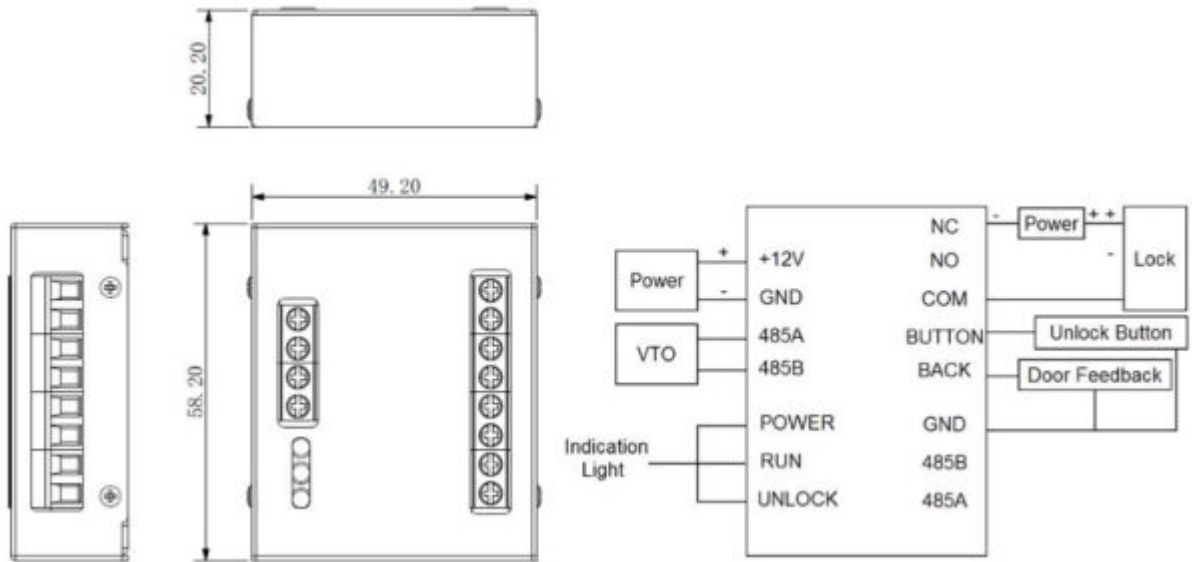 20.20
49.20
58.20
Power
+
-
VTO
Indication
Light
+12V
GND
485A
485B
POWER
RUN
UNLOCK
NC
NO
COM
BUTTON
BACK
GND
485B
485A
-
Power
+ +
-
Lock
Unlock Button
Door Feedback